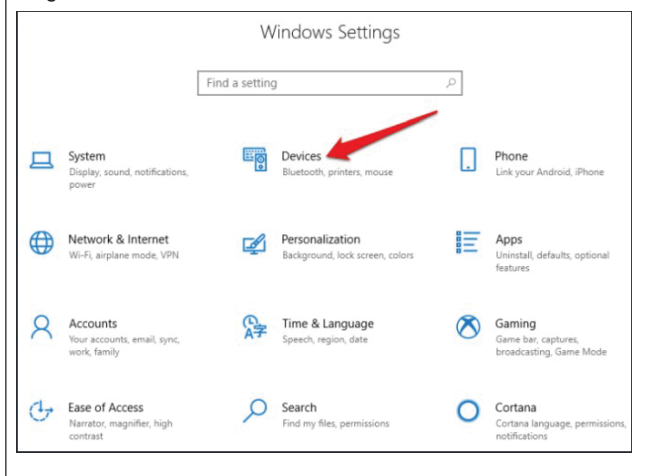 Windows Settings
Find a setting
System
Display, sound, notifications,
power
Devices
Bluetooth, printers, mouse
Phone
Link your Android, iPhone
Network & Internet
Wi-Fi, airplane mode, VPN
Personalization
Background, lock screen, colors
Apps
Uninstall, defaults, optional
features
Accounts
Your accounts, email, sync,
work, family
Time & Language
Speech, region, date
Gaming
Game bar, captures,
broadcasting, Game Mode
Ease of Access
Narrator, magnifier, high
contrast
Search
Find my files, permissions
Cortana
Cortana language, permissions,
notifications